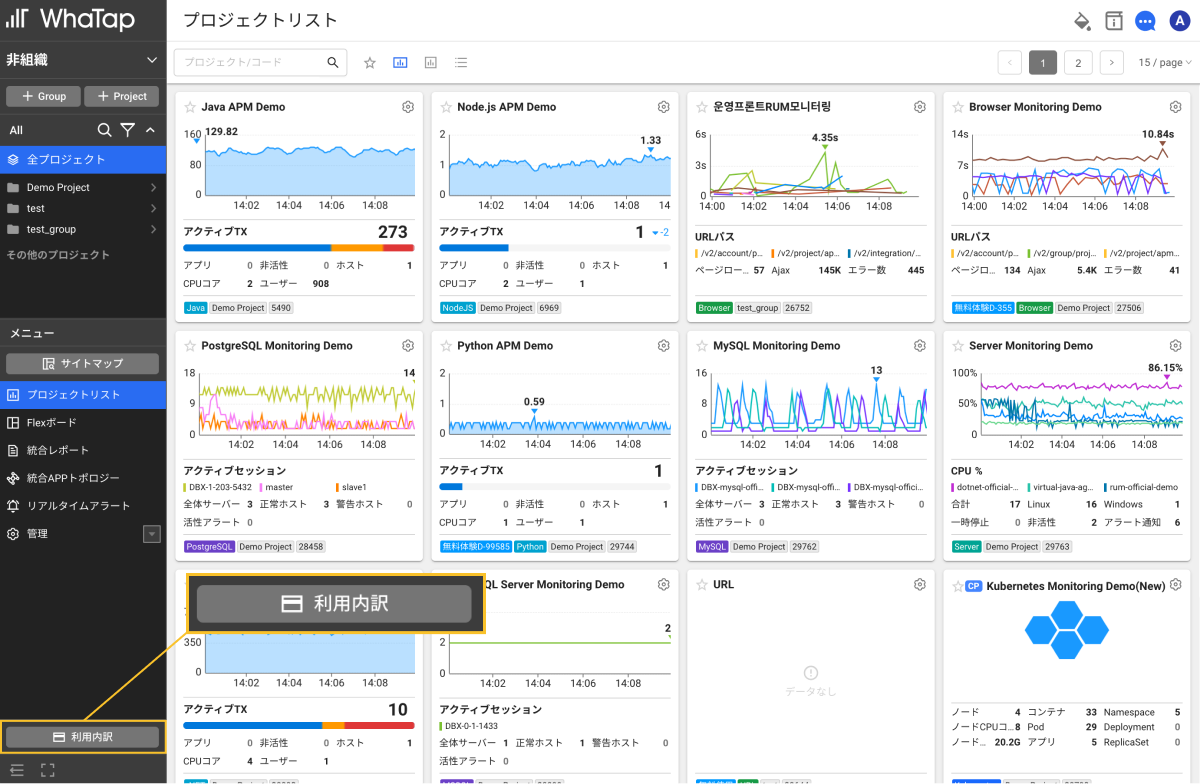 WhaTap
プロジェクトリスト
A
非組織
プロジェクト/コード
1
2
15 / page
+ Group
+ Project
All
全プロジェクト
Demo Project
test
test_group
その他のプロジェクト
メニュー
サイトマップ
プロジェクトリスト
Flexボード
統合レポート
統合APPトポロジー
リアルタイムアラート
管理
利用内訳
Java APM Demo
160
129.82
80
0
14:02 14:04 14:06 14:08
アクティブTX 273
アプリ 0 非活性 0 ホスト 1
CPUコア 2 ユーザー 908
Java Demo Project 5490
Node.js APM Demo
2
1.33
1
0
14:02 14:04 14:06 14:08 14
アクティブTX 1 -2
アプリ 0 非活性 0 ホスト 1
CPUコア 2 ユーザー 1
NodeJS Demo Project 6969
운영프론트RUM모니터링
6s
4.35s
3s
0
14:00 14:02 14:04 14:06 14:08
URLパス
/v2/account/p... /v2/project/ap... /v2/integration/...
ページロー... 57 Ajax 145K エラー数 445
Browser test_group 26752
Browser Monitoring Demo
14s
10.84s
7s
0
14:00 14:02 14:04 14:06 14:08
URLパス
/v2/account/p... /v2/group/proj... /v2/project/apm...
ページロ... 134 Ajax 5.4K エラー数 41
無料体験D-355 Browser Demo Project 27506
PostgreSQL Monitoring Demo
18
14
9
0
14:02 14:04 14:06 14:08
アクティブセッション
DBX-1-203-5432 master slave1
全体サーバー 3 正常ホスト 3 警告ホスト 0
活性アラート 0
PostgreSQL Demo Project 28458
Python APM Demo
2
1
0.59
0
14:02 14:04 14:06 14:08
アクティブTX 1
アプリ 0 非活性 0 ホスト 1
CPUコア 1 ユーザー 1
無料体験D-99585 Python Demo Project 29744
MySQL Monitoring Demo
16
13
8
0
14:02 14:04 14:06 14:08
アクティブセッション
DBX-mysql-offi... DBX-mysql-offi... DBX-mysql-offici...
全体サーバー 3 正常ホスト 3 警告ホスト 0
活性アラート 0
MySQL Demo Project 29762
Server Monitoring Demo
100%
86.15%
50%
0
14:02 14:04 14:06 14:08
CPU %
dotnet-official-... virtual-java-ag... rum-official-demo
合計 17 Linux 16 Windows 1
一時停止 0 非活性 2 アラート通知 6
Server Demo Project 29763
利用内訳
350
0
14:02 14:04 14:06 14:08
アクティブTX 10
アプリ 0 非活性 0 ホスト 1
CPUコア 4 ユーザー 1
QL Server Monitoring Demo
2
2
0
14:02 14:04 14:06 14:08
アクティブセッション
DBX-0-1-1433
全体サーバー 1 正常ホスト 1 警告ホスト 0
活性アラート 0
URL
データなし
CP Kubernetes Monitoring Demo(New)
ノード 4 コンテナ 33 Namespace 5
ノードCPUコ... 8 Pod 29 Deployment 0
ノード... 20.2G アプリ 5 ReplicaSet 0